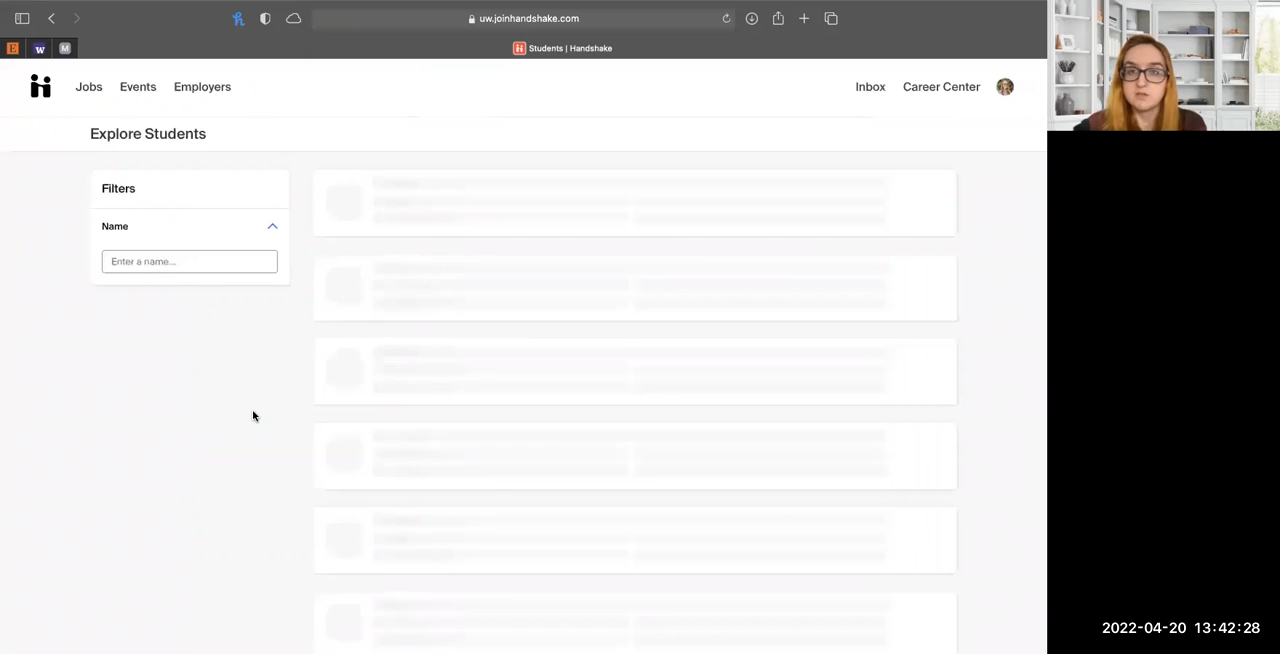 uw.joinhandshake.com
E
W
M
Students | Handshake
Jobs Events Employers
Inbox Career Center
Explore Students
Filters
Name
Enter a name...
2022-04-20 13:42:28